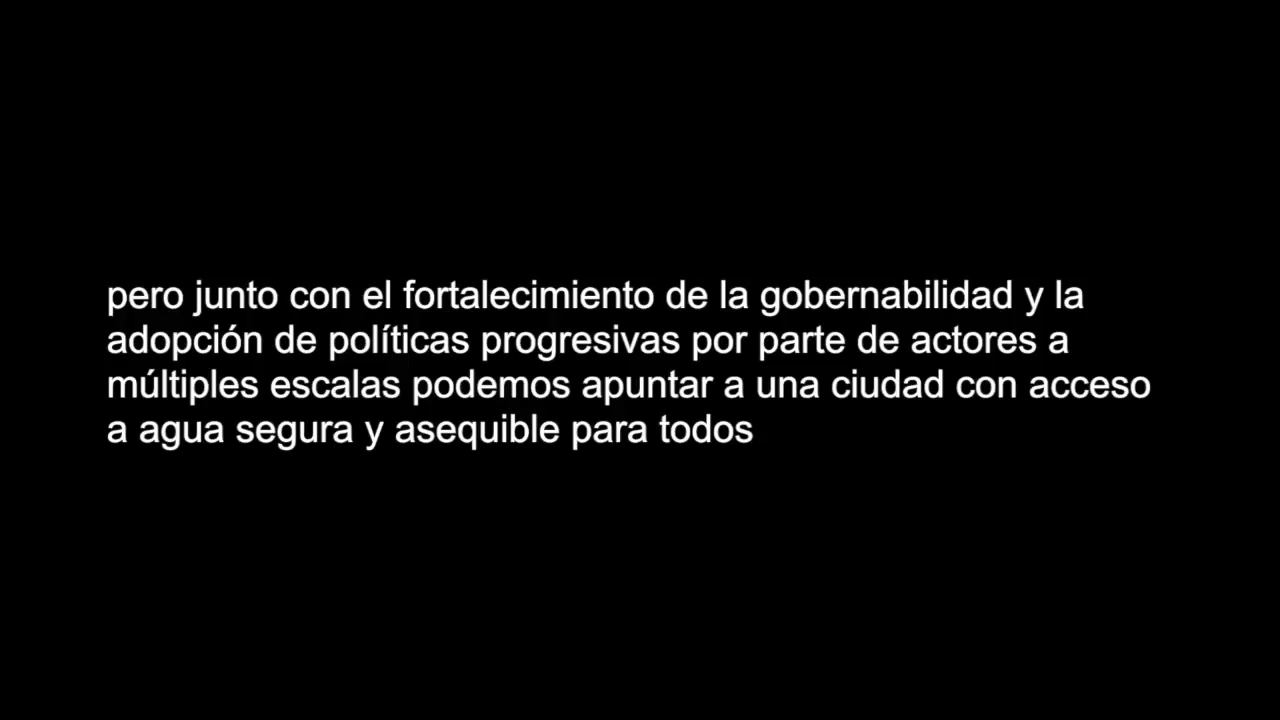 pero junto con el fortalecimiento de la gobernabilidad y la
adopción de políticas progresivas por parte de actores a
múltiples escalas podemos apuntar a una ciudad con acceso
a agua segura y asequible para todos